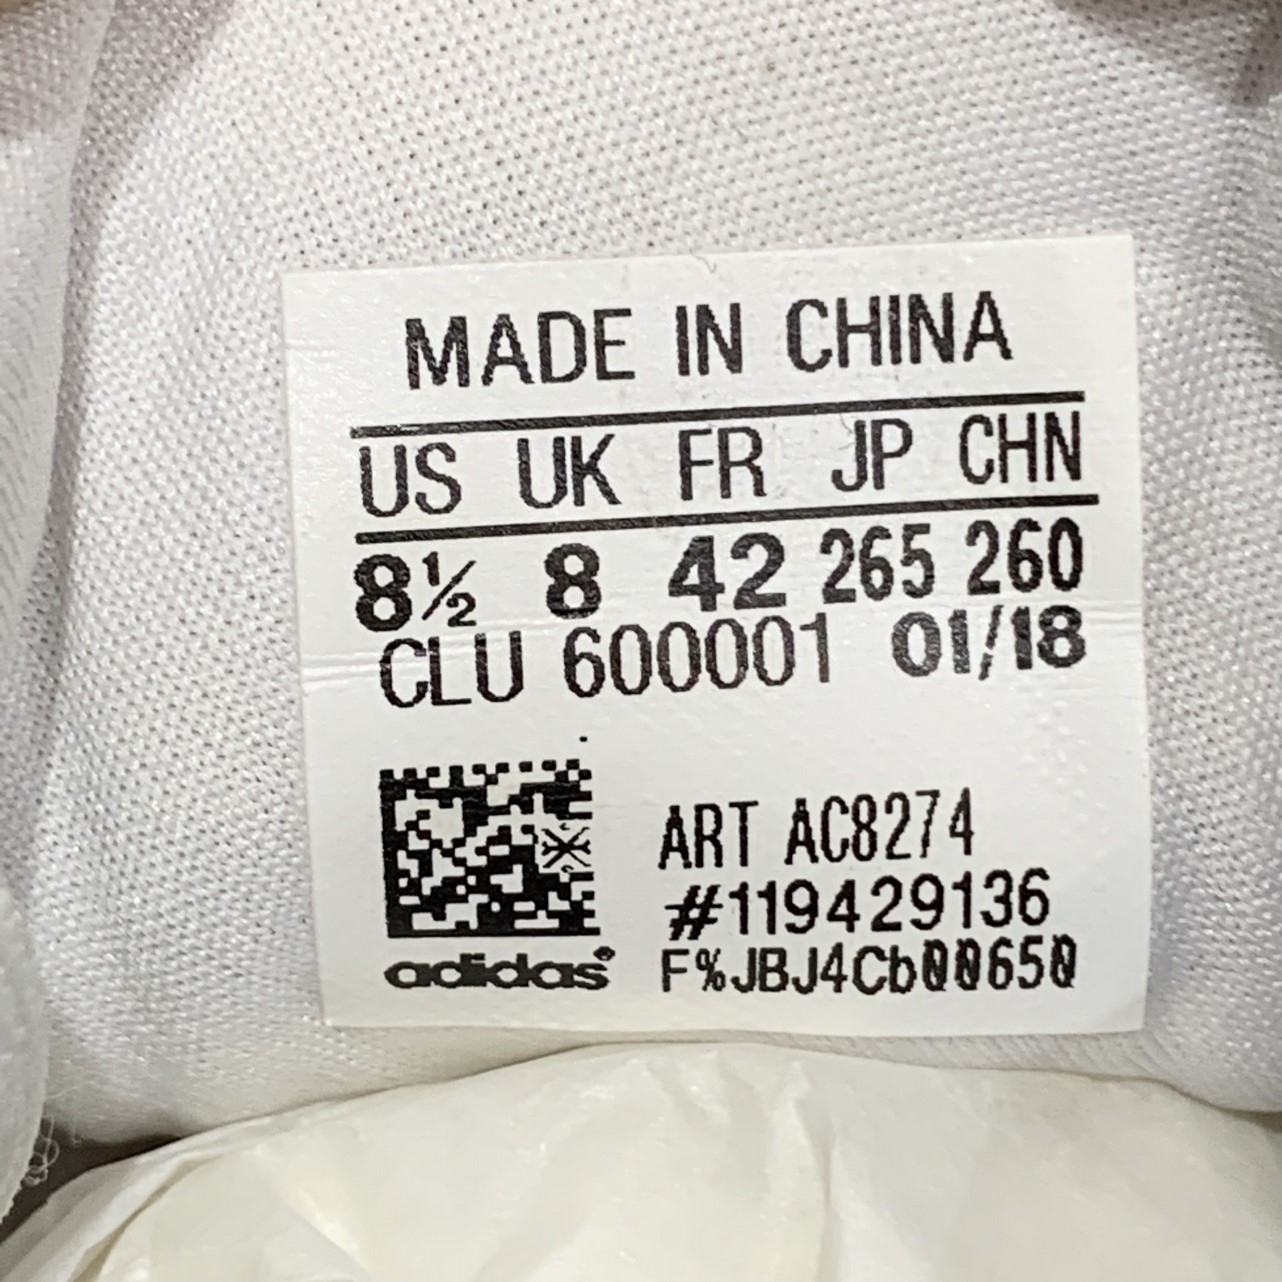 MADE IN CHINA
US UK FR JP CHN
8½ 8 42 265 260
CLU 600001 01/18
ART AC8274
#119429136
adidas® F%JBJ4Cb00650